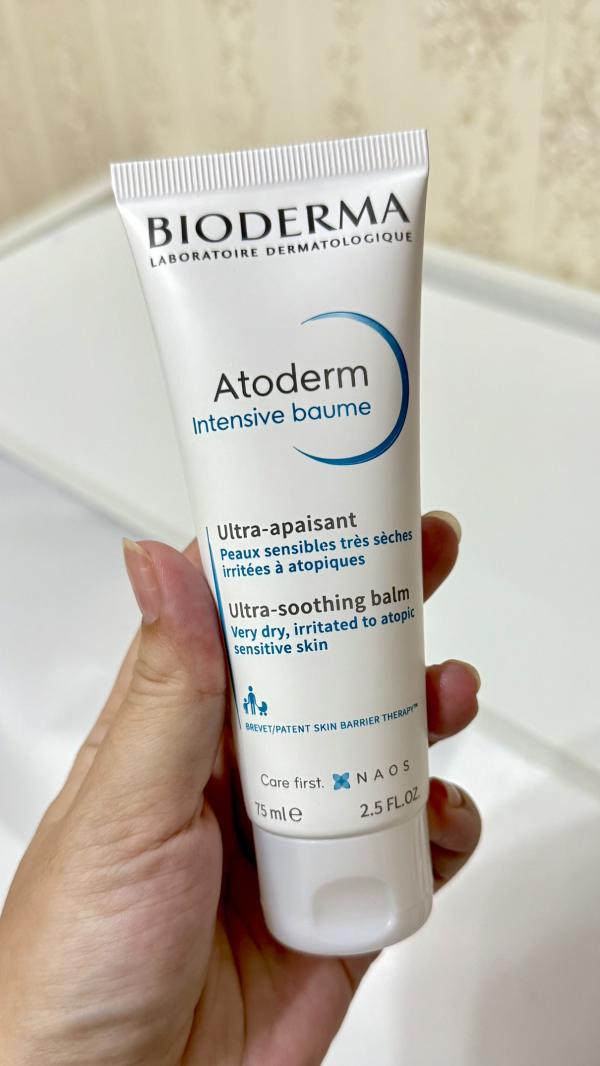 BIODERMA
LABORATOIRE DERMATOLOGIQUE
Atoderm
Intensive baume
Ultra-apaisant
Peaux sensibles très sèches
irritées à atopiques
Ultra-soothing balm
Very dry, irritated to atopic
sensitive skin
BREVET/PATENT SKIN BARRIER THERAPY™
Care first. NAOS
75 ml e 2.5 FL.OZ.